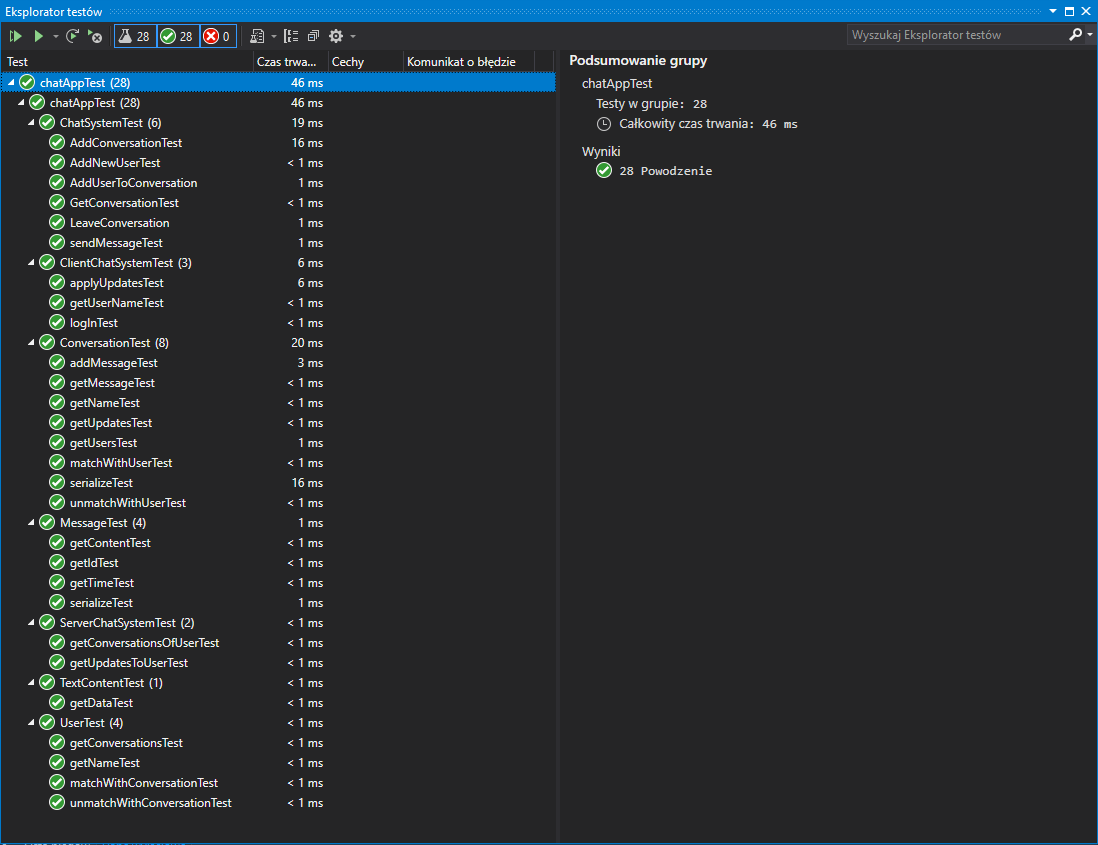 Eksplorator testów
28 28 0
Wyszukaj Eksplorator testów
Test Czas trwa... Cechy Komunikat o błędzie
chatAppTest (28) 46 ms
chatAppTest (28) 46 ms
ChatSystemTest (6) 19 ms
AddConversationTest 16 ms
AddNewUserTest < 1 ms
AddUserToConversation 1 ms
GetConversationTest < 1 ms
LeaveConversation 1 ms
sendMessageTest 1 ms
ClientChatSystemTest (3) 6 ms
applyUpdatesTest 6 ms
getUserNameTest < 1 ms
logInTest < 1 ms
ConversationTest (8) 20 ms
addMessageTest 3 ms
getMessageTest < 1 ms
getNameTest < 1 ms
getUpdatesTest < 1 ms
getUsersTest 1 ms
matchWithUserTest < 1 ms
serializeTest 16 ms
unmatchWithUserTest < 1 ms
MessageTest (4) 1 ms
getContentTest < 1 ms
getIdTest < 1 ms
getTimeTest < 1 ms
serializeTest 1 ms
ServerChatSystemTest (2) < 1 ms
getConversationsOfUserTest < 1 ms
getUpdatesToUserTest < 1 ms
TextContentTest (1) < 1 ms
getDataTest < 1 ms
UserTest (4) < 1 ms
getConversationsTest < 1 ms
getNameTest < 1 ms
matchWithConversationTest < 1 ms
unmatchWithConversationTest < 1 ms
Podsumowanie grupy
chatAppTest
Testy w grupie: 28
Całkowity czas trwania: 46 ms
Wyniki
28 Powodzenie